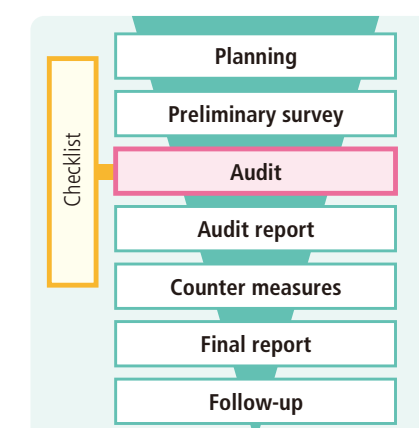 Planning
Preliminary survey
Checklist
Audit
Audit report
Counter measures
Final report
Follow-up